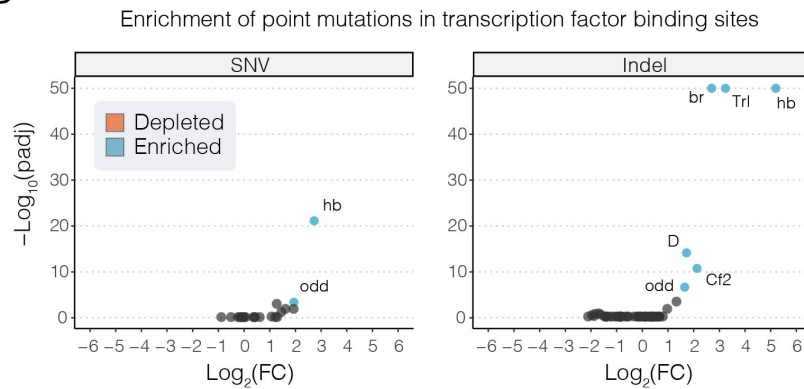 Enrichment of point mutations in transcription factor binding sites
SNV
Indel
50
40
30
20
10
0
−Log10(padj)
Depleted
Enriched
hb
odd
−6 −5 −4 −3 −2 −1 0 1 2 3 4 5 6
Log2(FC)
50
40
30
20
10
0
br Trl hb
D
Cf2
odd
−6 −5 −4 −3 −2 −1 0 1 2 3 4 5 6
Log2(FC)